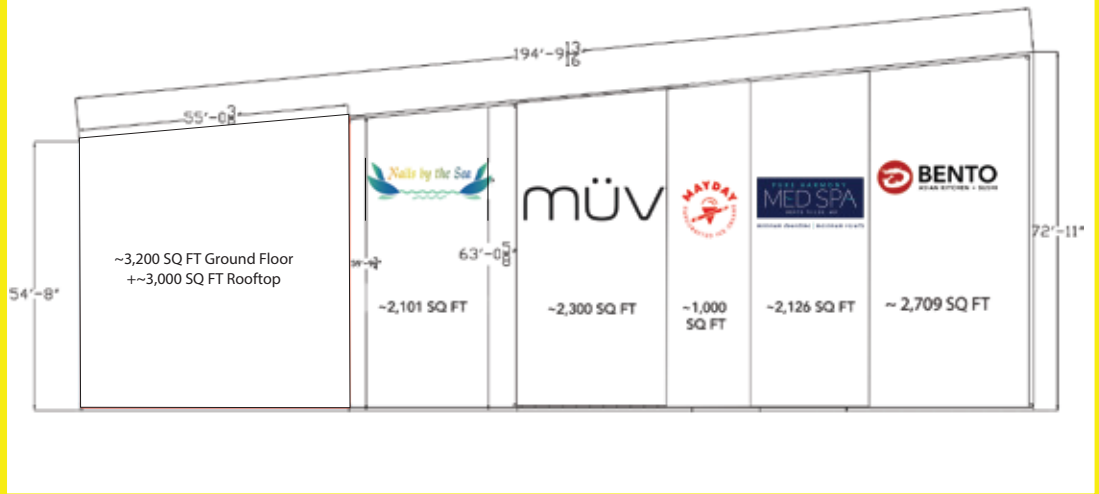 194'-9 13/16"
55'-0 3/8"
Nails by the Sea
müv
MAYDAY
HANDCRAFTED ICE CREAMS
PURE HARMONY
MED SPA
BENTO
ASIAN KITCHEN + SUSHI
72'-11"
63'-0 5/8"
54'-8"
~3,200 SQ FT Ground Floor
+~3,000 SQ FT Rooftop
~2,101 SQ FT
~2,300 SQ FT
~1,000
SQ FT
~2,126 SQ FT
~ 2,709 SQ FT